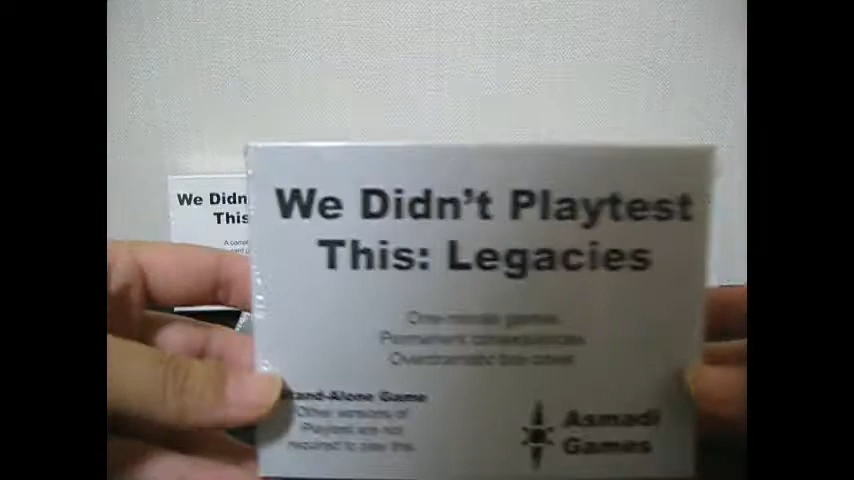 We Didn't Playtest
This: Legacies
One-minute games.
Permanent consequences.
Overdramatic box cover.
Stand-Alone Game
Other versions of
Playtest are not
required to play this.
Asmadi
Games
We Didn
This
A